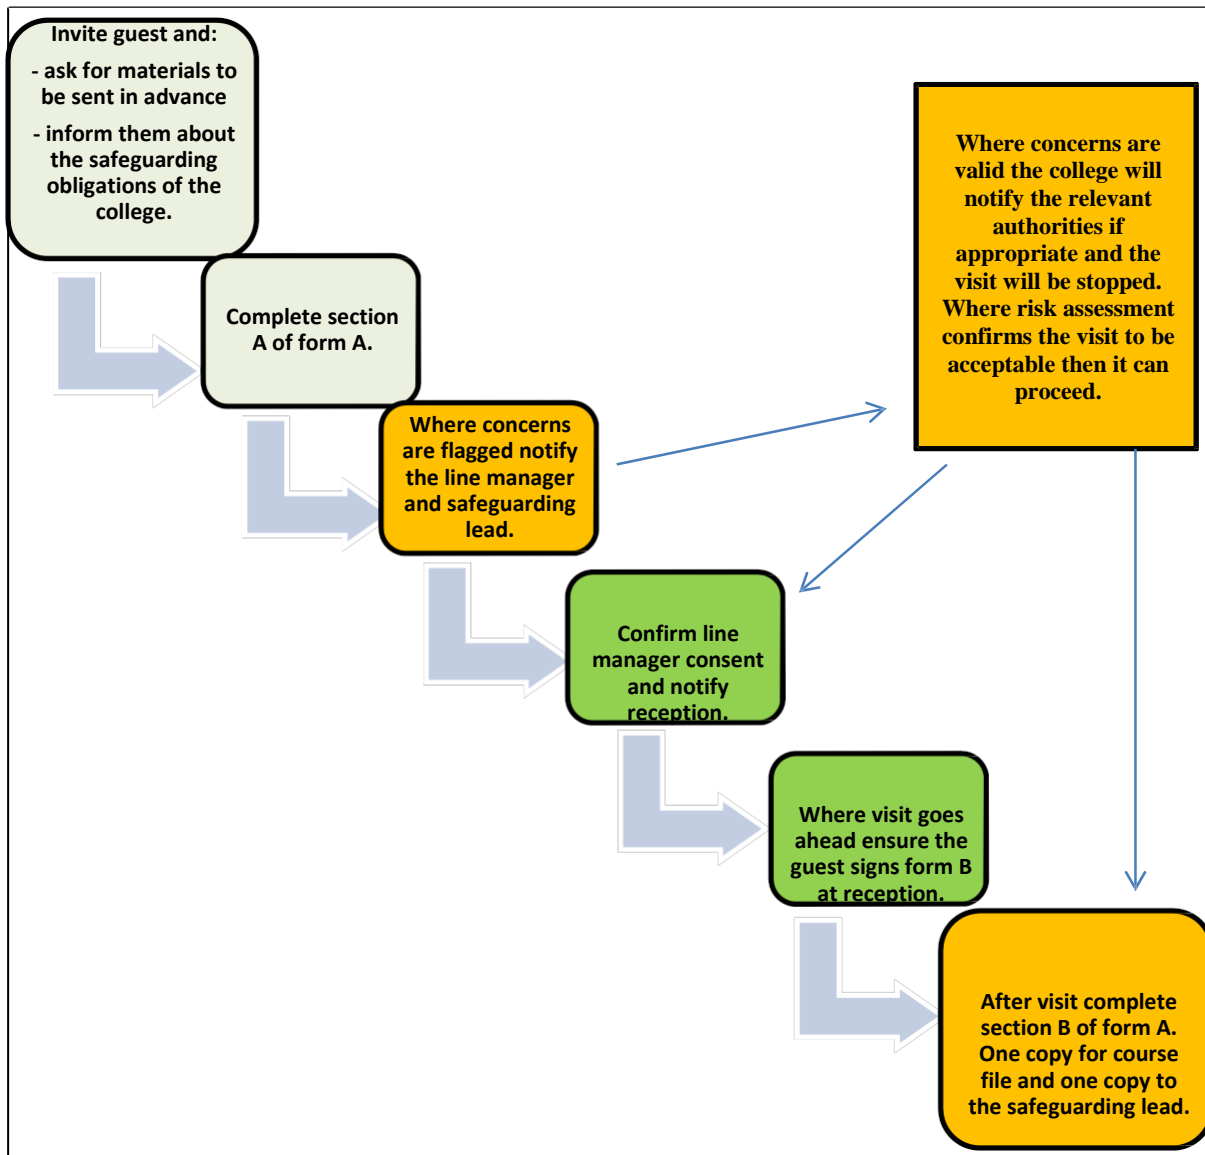 Invite guest and:
- ask for materials to
be sent in advance
- inform them about
the safeguarding
obligations of the
college.
Complete section
A of form A.
Where concerns
are flagged notify
the line manager
and safeguarding
lead.
Where concerns are
valid the college will
notify the relevant
authorities if
appropriate and the
visit will be stopped.
Where risk assessment
confirms the visit to be
acceptable then it can
proceed.
Confirm line
manager consent
and notify
reception.
Where visit goes
ahead ensure the
guest signs form B
at reception.
After visit complete
section B of form A.
One copy for course
file and one copy to
the safeguarding lead.